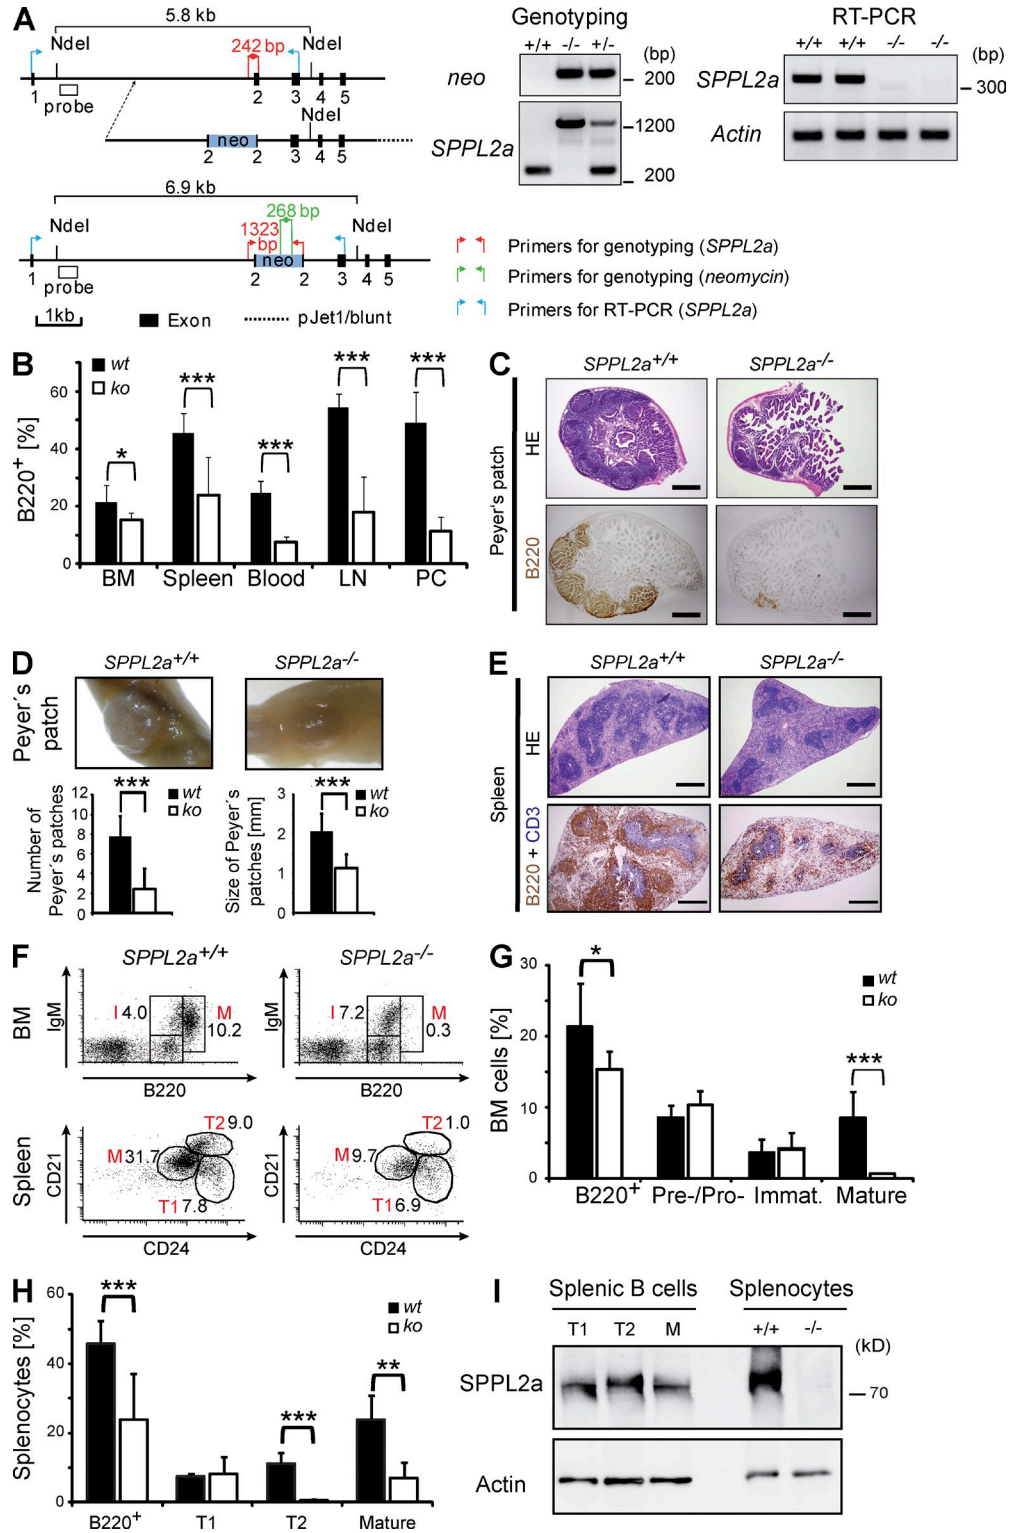 A
5.8 kb
NdeI
242 bp
NdeI
1
probe
2
3
4
5
NdeI
neo
2
2
3
4
5
6.9 kb
NdeI
268 bp
NdeI
1323
bp
neo
1
probe
2
2
3
4
5
1kb
Exon
pJet1/blunt
Genotyping
+/+ -/- +/-
(bp)
neo
200
SPPL2a
1200
200
RT-PCR
+/+ +/+ -/- -/-
(bp)
SPPL2a
300
Actin
Primers for genotyping (SPPL2a)
Primers for genotyping (neomycin)
Primers for RT-PCR (SPPL2a)
B
wt
ko
B220+ [%]
60
40
20
0
*
***
***
***
***
BM Spleen Blood LN PC
C
SPPL2a+/+
SPPL2a-/-
Peyer's patch
HE
B220
D
SPPL2a+/+
SPPL2a-/-
Peyer´s
patch
Number of
Peyer´s patches
12
10
8
6
4
2
0
***
wt
ko
Size of Peyer´s
patches [mm]
3
2
1
0
***
wt
ko
E
SPPL2a+/+
SPPL2a-/-
Spleen
HE
B220 + CD3
F
SPPL2a+/+
SPPL2a-/-
BM
IgM
I 4.0
M
10.2
B220
IgM
I 7.2
M
0.3
B220
Spleen
CD21
T2 9.0
M 31.7
T1 7.8
CD24
CD21
T2 1.0
M 9.7
T1 6.9
CD24
G
BM cells [%]
30
20
10
0
*
***
wt
ko
B220+ Pre-/Pro- Immat. Mature
H
Splenocytes [%]
60
40
20
0
***
***
**
wt
ko
B220+ T1 T2 Mature
I
Splenic B cells
Splenocytes
T1 T2 M
+/+ -/-
(kD)
SPPL2a
70
Actin